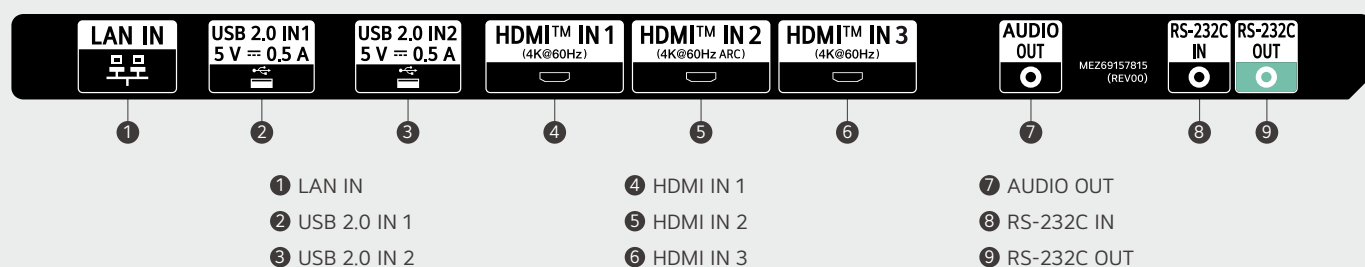 LAN IN
USB 2.0 IN1
5 V ⎓ 0.5 A
USB 2.0 IN2
5 V ⎓ 0.5 A
HDMI™ IN 1
(4K@60Hz)
HDMI™ IN 2
(4K@60Hz ARC)
HDMI™ IN 3
(4K@60Hz)
AUDIO
OUT
MEZ69157815
(REV00)
RS-232C
IN
RS-232C
OUT
1
2
3
4
5
6
7
8
9
1 LAN IN
2 USB 2.0 IN 1
3 USB 2.0 IN 2
4 HDMI IN 1
5 HDMI IN 2
6 HDMI IN 3
7 AUDIO OUT
8 RS-232C IN
9 RS-232C OUT